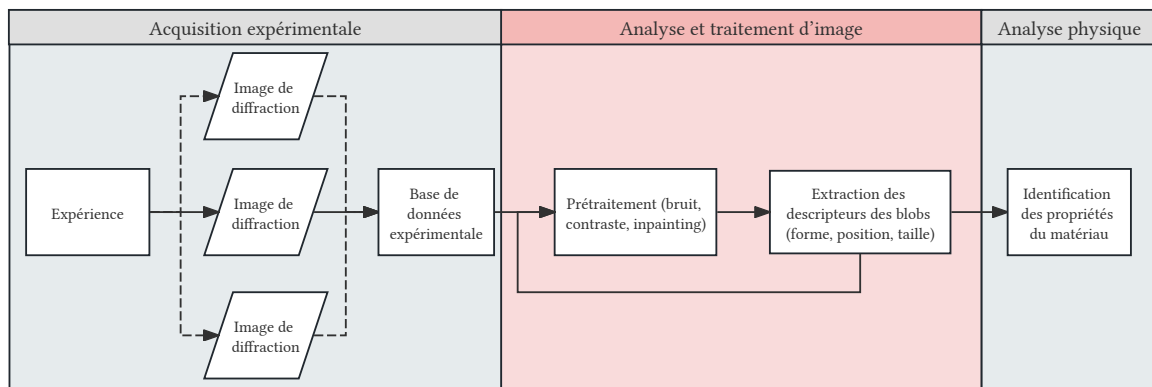 Acquisition expérimentale
Analyse et traitement d’image
Analyse physique
Image de
diffraction
Expérience
Image de
diffraction
Image de
diffraction
Base de
données
expérimentale
Prétraitement (bruit,
contraste, inpainting)
Extraction des
descripteurs des blobs
(forme, position, taille)
Identification
des propriétés
du matériau